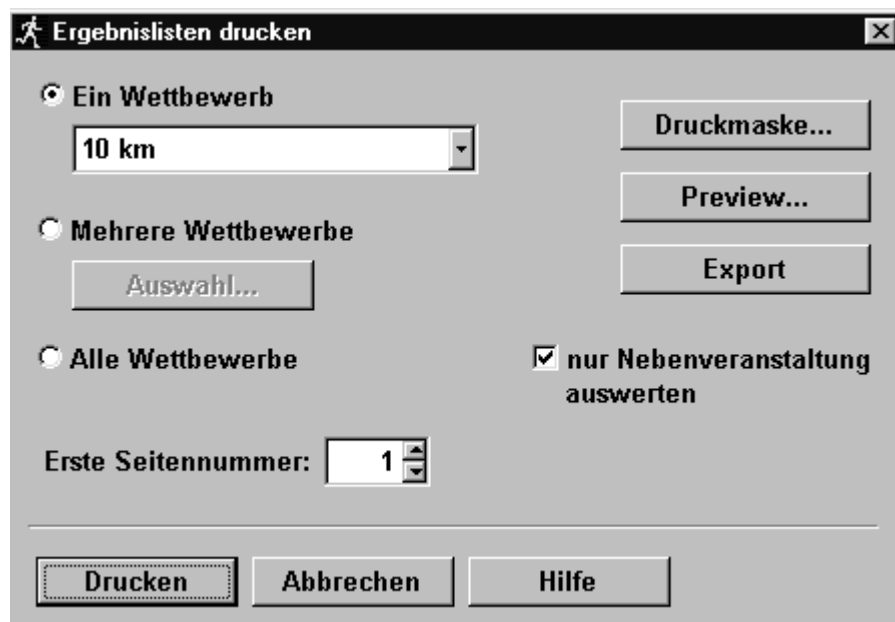 Ergebnislisten drucken
Ein Wettbewerb
10 km
Druckmaske...
Preview...
Mehrere Wettbewerbe
Export
Auswahl...
Alle Wettbewerbe
nur Nebenveranstaltung
auswerten
Erste Seitennummer: 1
Drucken Abbrechen Hilfe